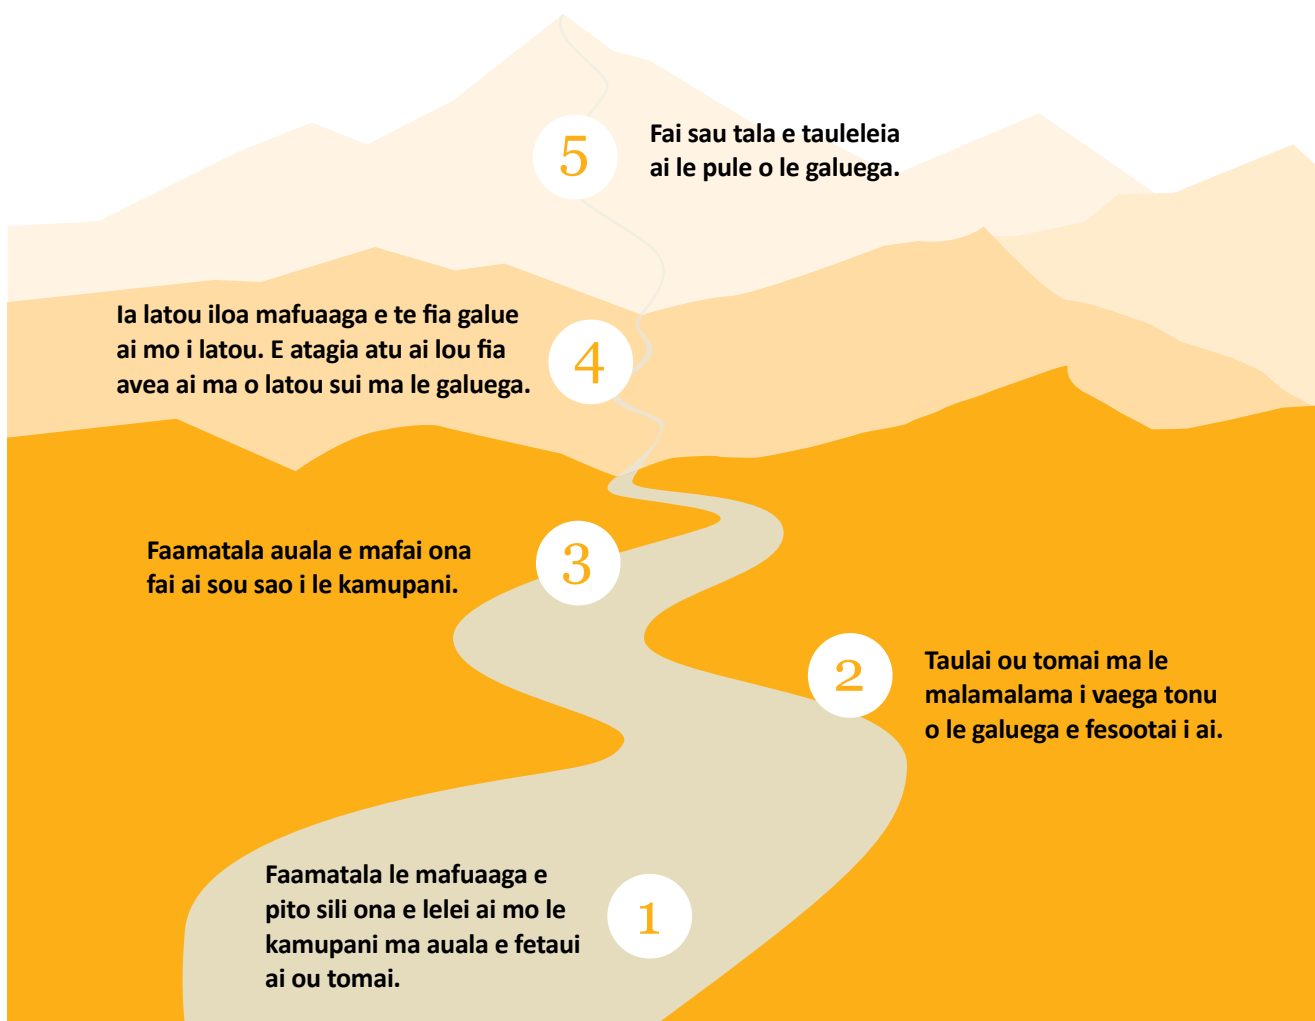 5
Fai sau tala e tauleleia
ai le pule o le galuega.
Ia latou iloa mafuaaga e te fia galue
ai mo i latou. E atagia atu ai lou fia
avea ai ma o latou sui ma le galuega.
4
Faamatala auala e mafai ona
fai ai sou sao i le kamupani.
3
2
Taulai ou tomai ma le
malamalama i vaega tonu
o le galuega e fesootai i ai.
Faamatala le mafuaaga e
pito sili ona e lelei ai mo le
kamupani ma auala e fetaui
ai ou tomai.
1